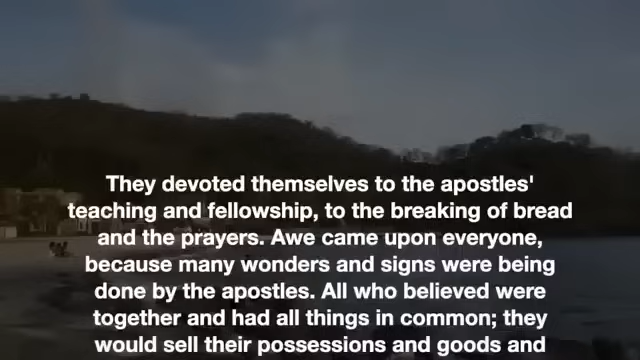 They devoted themselves to the apostles'
teaching and fellowship, to the breaking of bread
and the prayers. Awe came upon everyone,
because many wonders and signs were being
done by the apostles. All who believed were
together and had all things in common; they
would sell their possessions and goods and